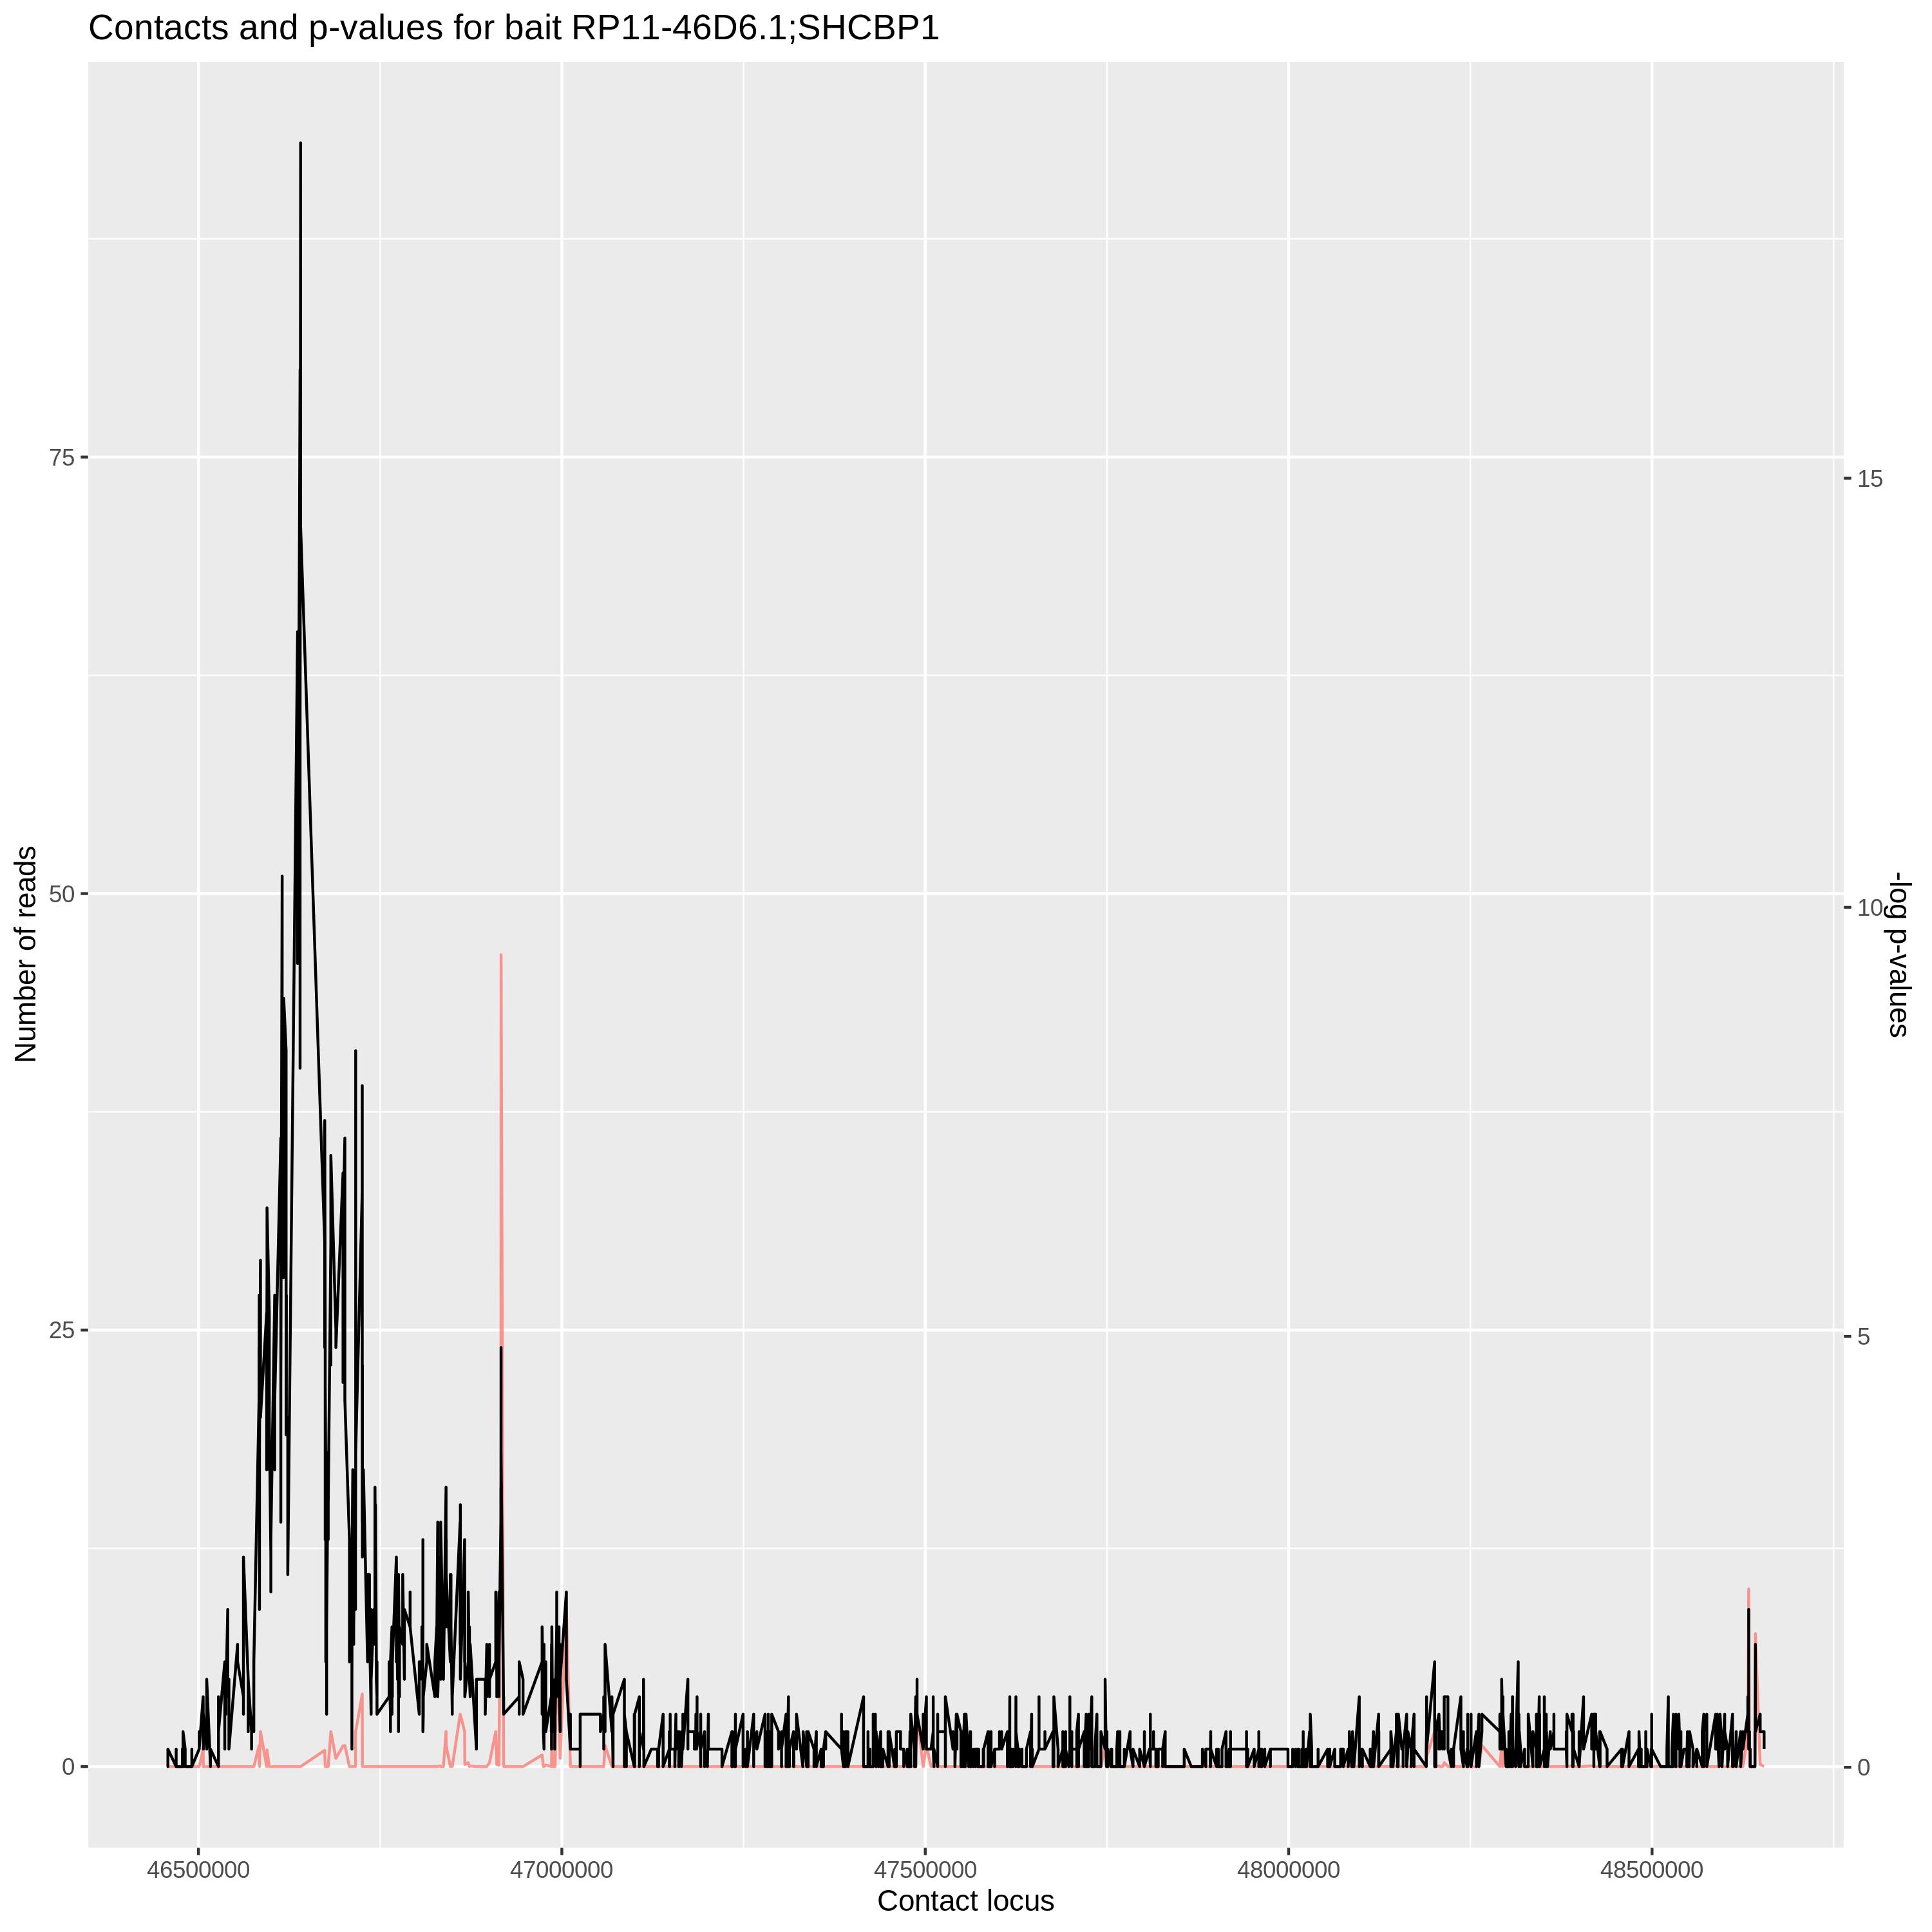 Contacts and p-values for bait RP11-46D6.1;SHCBP1
Number of reads
75
50
25
0
15
10
5
0
-log p-values
46500000 47000000 47500000 48000000 48500000
Contact locus